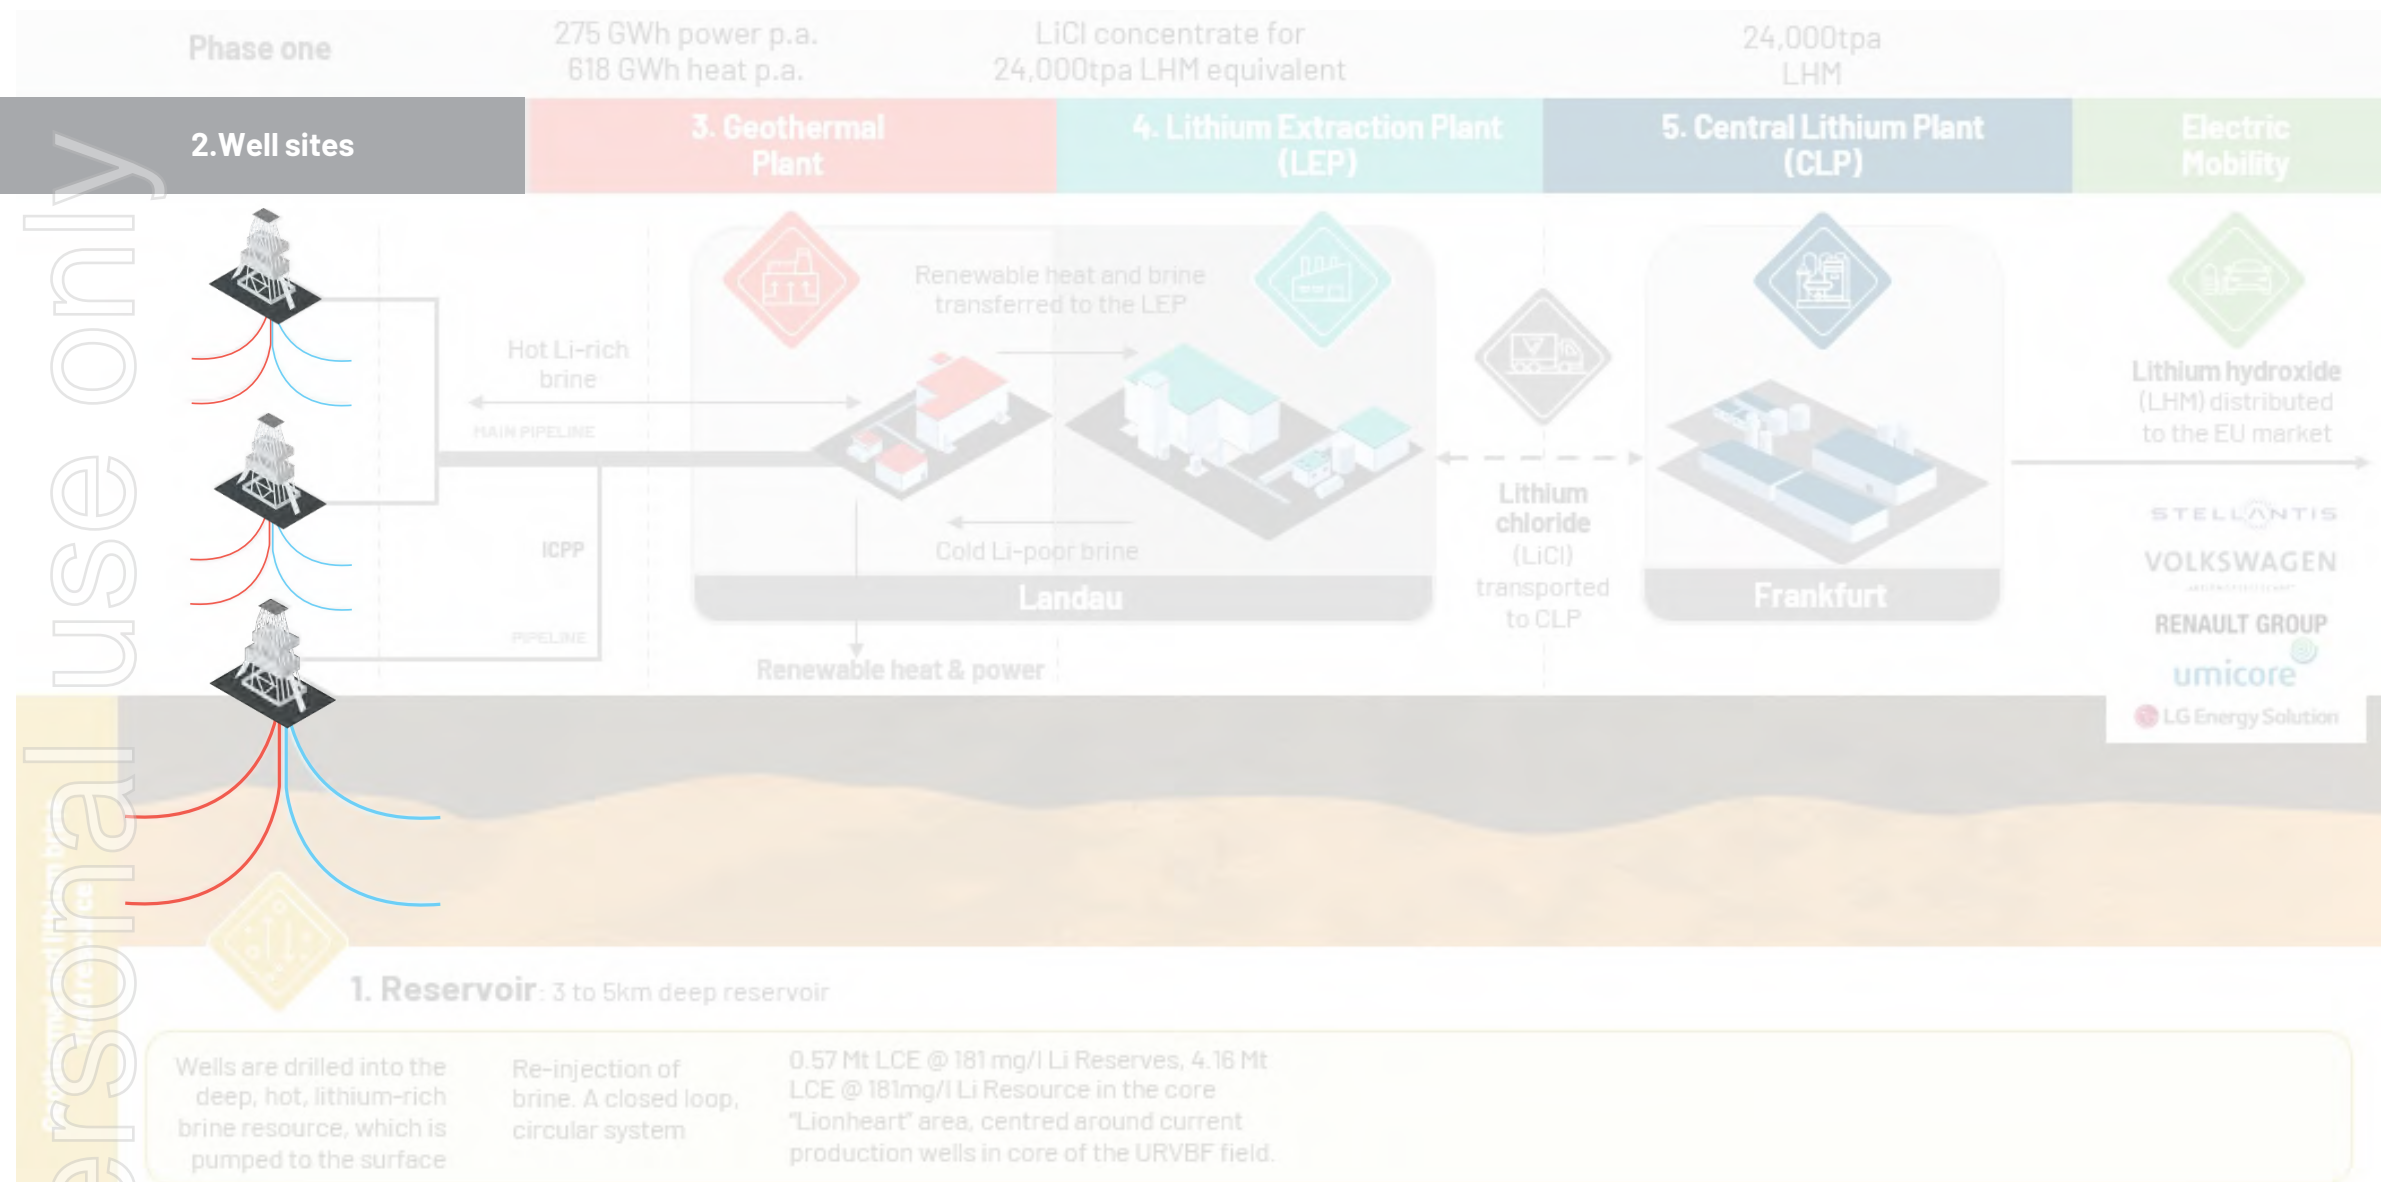 Phase one
275 GWh power p.a.
618 GWh heat p.a.
LiCl concentrate for
24,000tpa LHM equivalent
24,000tpa
LHM
2.Well sites
3. Geothermal
Plant
4. Lithium Extraction Plant
(LEP)
5. Central Lithium Plant
(CLP)
Electric
Mobility
Renewable heat and brine
transferred to the LEP
Hot Li-rich
brine
MAIN PIPELINE
ICPP
PIPELINE
Cold Li-poor brine
Landau
Renewable heat & power
Lithium
chloride
(LiCl)
transported
to CLP
Frankfurt
Lithium hydroxide
(LHM) distributed
to the EU market
STELLANTIS
VOLKSWAGEN
RENAULT GROUP
umicore
LG Energy Solution
1. Reservoir: 3 to 5km deep reservoir
Wells are drilled into the
deep, hot, lithium-rich
brine resource, which is
pumped to the surface
Re-injection of
brine. A closed loop,
circular system
0.57 Mt LCE @ 181 mg/l Li Reserves, 4.16 Mt
LCE @ 181mg/l Li Resource in the core
"Lionheart" area, centred around current
production wells in core of the URVBF field.
ersonal use only